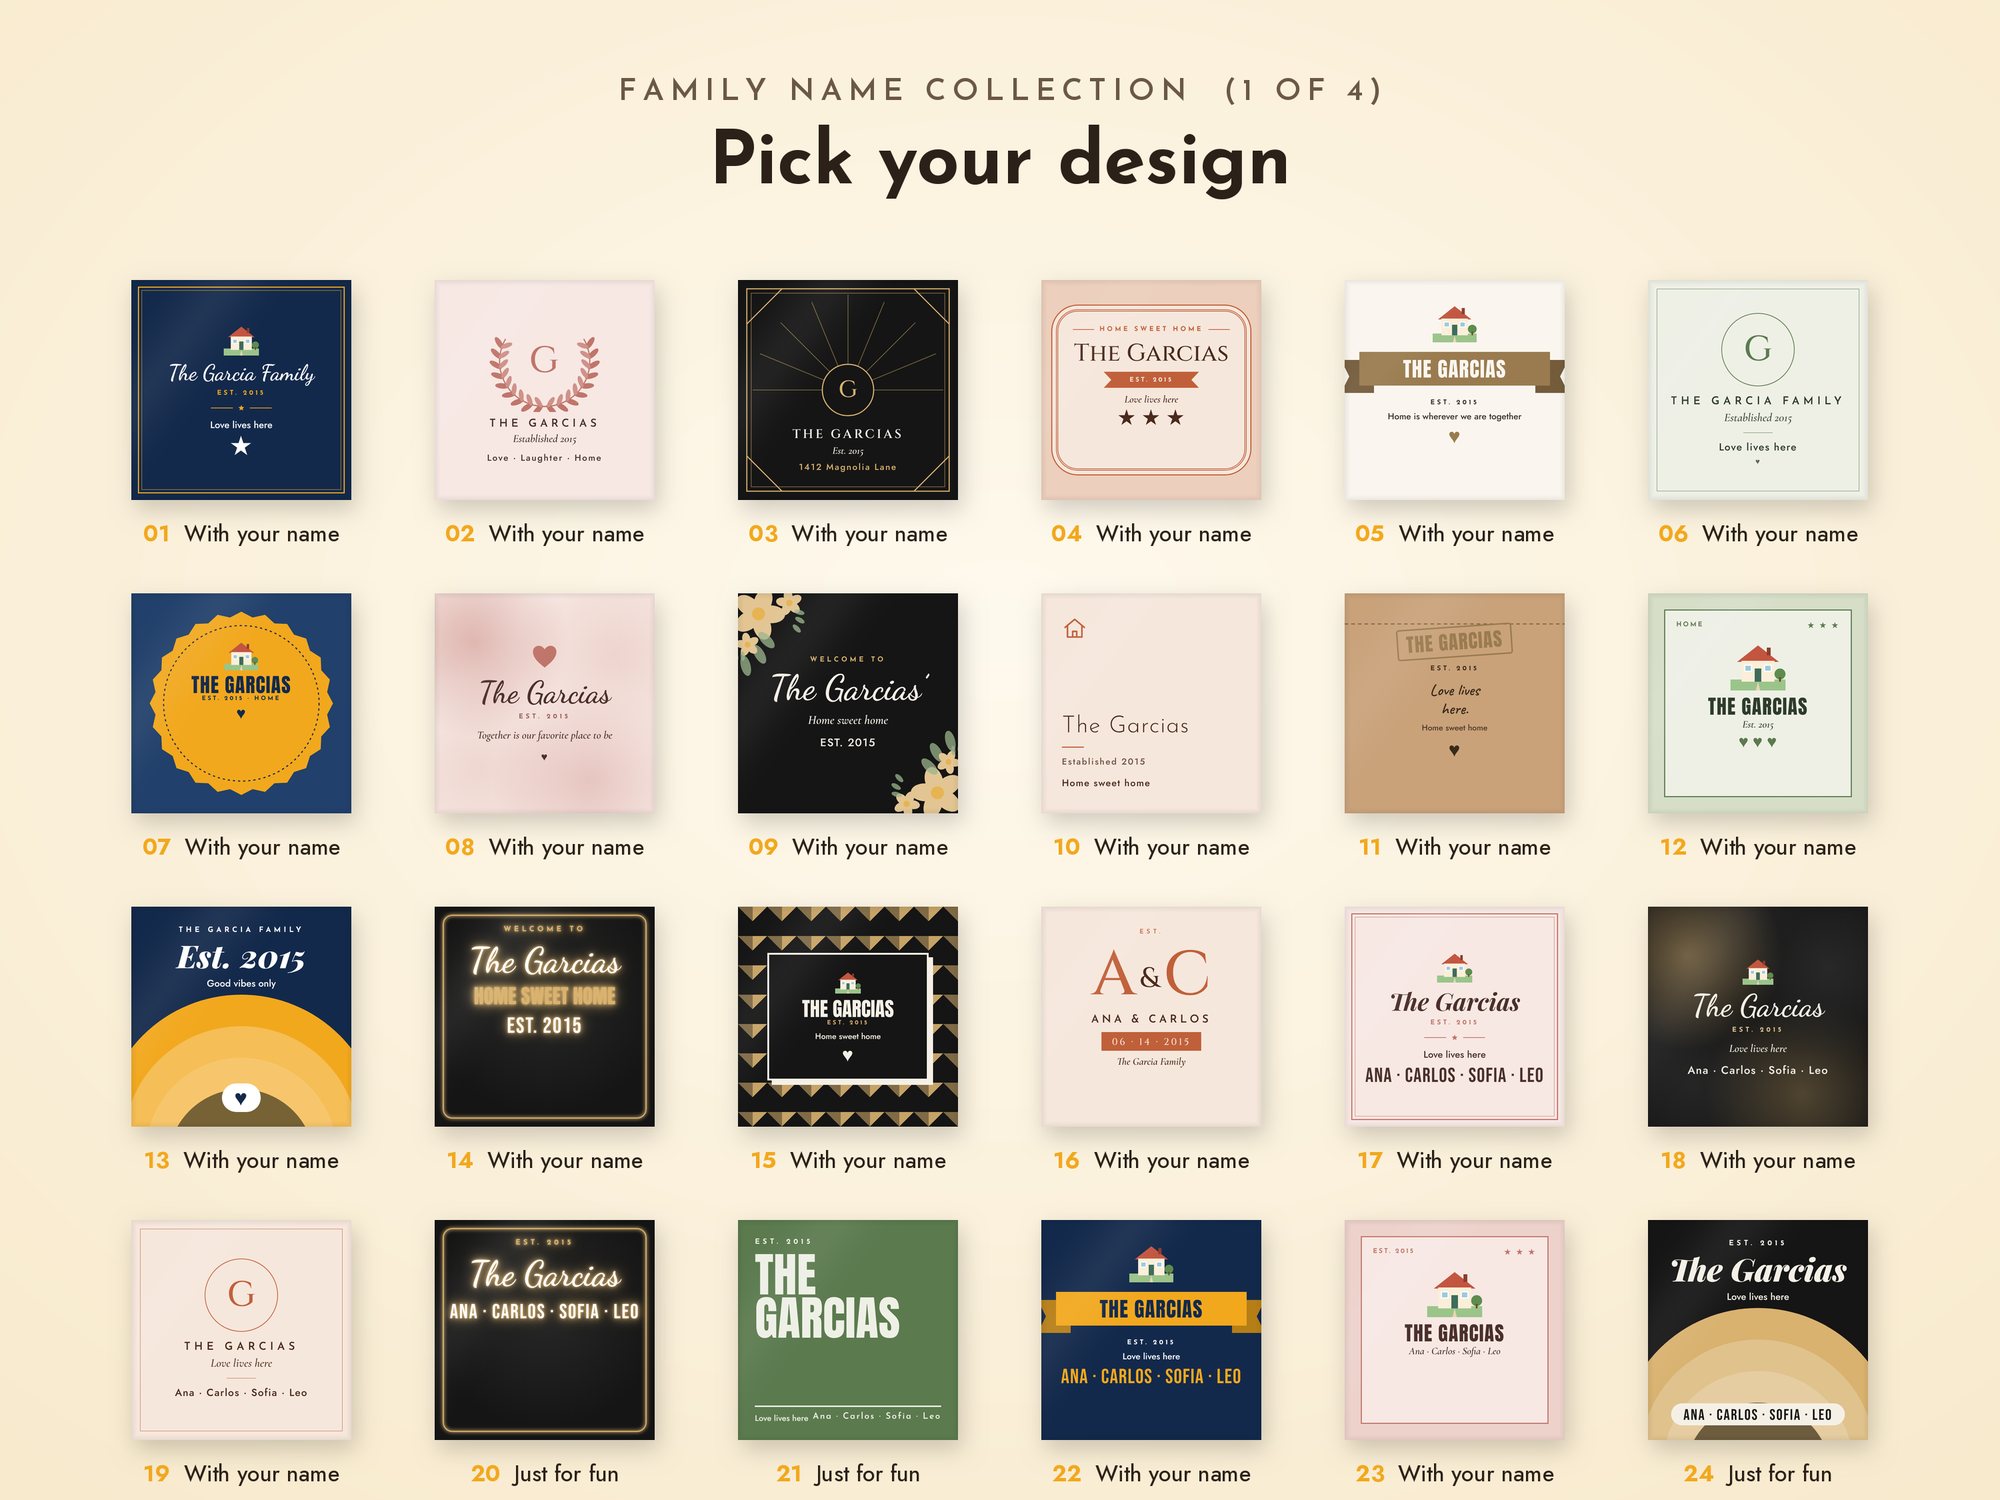 FAMILY NAME COLLECTION (1 OF 4)
Pick your design
The Garcia Family
EST. 2015
Love lives here
01 With your name
G
THE GARCIAS
Established 2015
Love · Laughter · Home
02 With your name
G
THE GARCIAS
Est. 2015
1412 Magnolia Lane
03 With your name
HOME SWEET HOME
THE GARCIAS
EST. 2015
Love lives here
04 With your name
THE GARCIAS
EST. 2015
Home is wherever we are together
05 With your name
G
THE GARCIA FAMILY
Established 2015
Love lives here
06 With your name
THE GARCIAS
EST. 2015 · HOME
07 With your name
The Garcias
EST. 2015
Together is our favorite place to be
08 With your name
WELCOME TO
The Garcias'
Home sweet home
EST. 2015
09 With your name
The Garcias
Established 2015
Home sweet home
10 With your name
THE GARCIAS
EST. 2015
Love lives
here.
Home sweet home
11 With your name
HOME
THE GARCIAS
Est. 2015
12 With your name
THE GARCIA FAMILY
Est. 2015
Good vibes only
13 With your name
WELCOME TO
The Garcias
HOME SWEET HOME
EST. 2015
14 With your name
THE GARCIAS
EST. 2015
Home sweet home
15 With your name
EST.
A&C
ANA & CARLOS
06 · 14 · 2015
The Garcia Family
16 With your name
The Garcias
EST. 2015
Love lives here
ANA · CARLOS · SOFIA · LEO
17 With your name
The Garcias
EST. 2015
Love lives here
Ana · Carlos · Sofia · Leo
18 With your name
G
THE GARCIAS
Love lives here
Ana · Carlos · Sofia · Leo
19 With your name
EST. 2015
The Garcias
ANA · CARLOS · SOFIA · LEO
20 Just for fun
EST. 2015
THE
GARCIAS
Love lives here Ana · Carlos · Sofia · Leo
21 Just for fun
THE GARCIAS
EST. 2015
Love lives here
ANA · CARLOS · SOFIA · LEO
22 With your name
EST. 2015
THE GARCIAS
Ana · Carlos · Sofia · Leo
23 With your name
EST. 2015
The Garcias
Love lives here
ANA · CARLOS · SOFIA · LEO
24 Just for fun